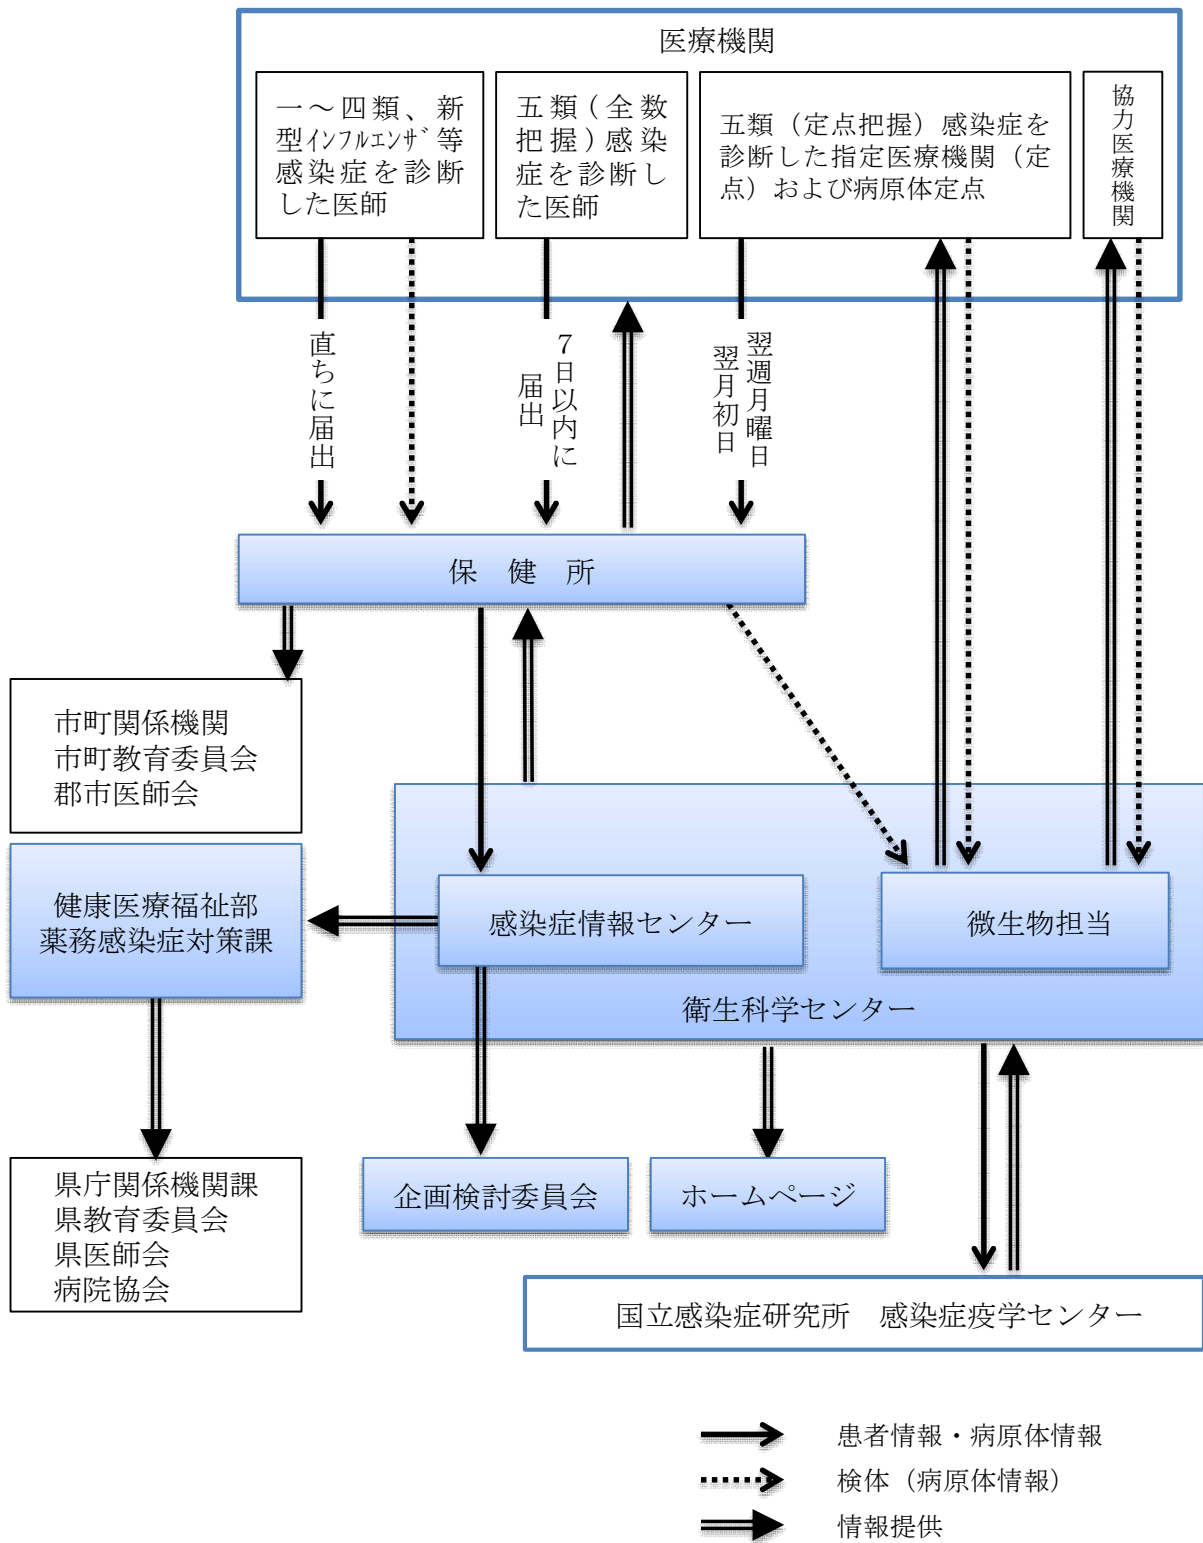 医療機関
一～四類、新
型ｲﾝﾌﾙｴﾝｻﾞ等
感染症を診断
した医師
五類（全数
把握）感染
症を診断し
た医師
五類（定点把握）感染症を
診断した指定医療機関（定
点）および病原体定点
協力医療機関
直ちに届出
７日以内に
届出
翌週月曜日
翌月初日
保　健　所
市町関係機関
市町教育委員会
郡市医師会
健康医療福祉部
薬務感染症対策課
感染症情報センター
微生物担当
衛生科学センター
県庁関係機関課
県教育委員会
県医師会
病院協会
企画検討委員会
ホームページ
国立感染症研究所　感染症疫学センター
患者情報・病原体情報
検体（病原体情報）
情報提供